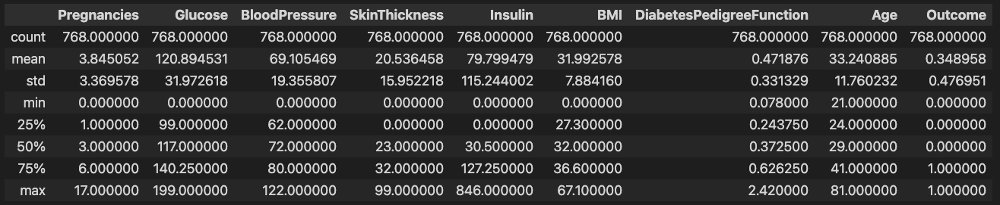 Pregnancies Glucose BloodPressure SkinThickness Insulin BMI DiabetesPedigreeFunction Age Outcome
count 768.000000 768.000000 768.000000 768.000000 768.000000 768.000000 768.000000 768.000000 768.000000
mean 3.845052 120.894531 69.105469 20.536458 79.799479 31.992578 0.471876 33.240885 0.348958
std 3.369578 31.972618 19.355807 15.952218 115.244002 7.884160 0.331329 11.760232 0.476951
min 0.000000 0.000000 0.000000 0.000000 0.000000 0.000000 0.078000 21.000000 0.000000
25% 1.000000 99.000000 62.000000 0.000000 0.000000 27.300000 0.243750 24.000000 0.000000
50% 3.000000 117.000000 72.000000 23.000000 30.500000 32.000000 0.372500 29.000000 0.000000
75% 6.000000 140.250000 80.000000 32.000000 127.250000 36.600000 0.626250 41.000000 1.000000
max 17.000000 199.000000 122.000000 99.000000 846.000000 67.100000 2.420000 81.000000 1.000000